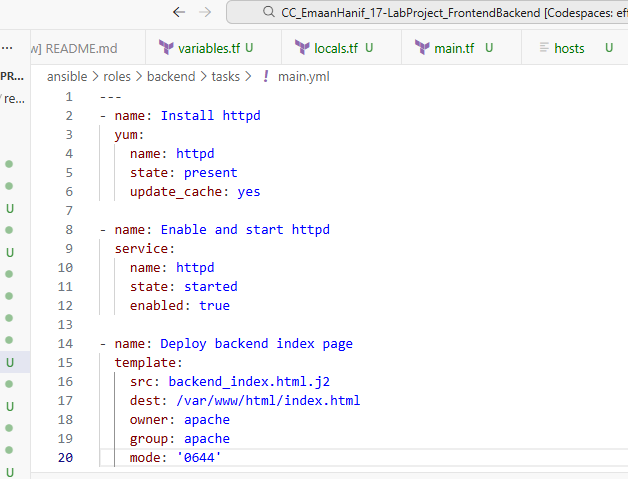 CC_EmaanHanif_17-LabProject_FrontendBackend [Codespaces: ef
... w] README.md variables.tf U locals.tf U main.tf U hosts U
PR... ansible > roles > backend > tasks > ! main.yml
re...
1 ---
2 - name: Install httpd
3 yum:
4 name: httpd
5 state: present
6 update_cache: yes
7
8 - name: Enable and start httpd
9 service:
10 name: httpd
11 state: started
12 enabled: true
13
14 - name: Deploy backend index page
15 template:
16 src: backend_index.html.j2
17 dest: /var/www/html/index.html
18 owner: apache
19 group: apache
20 mode: '0644'
U
U
U
U
U